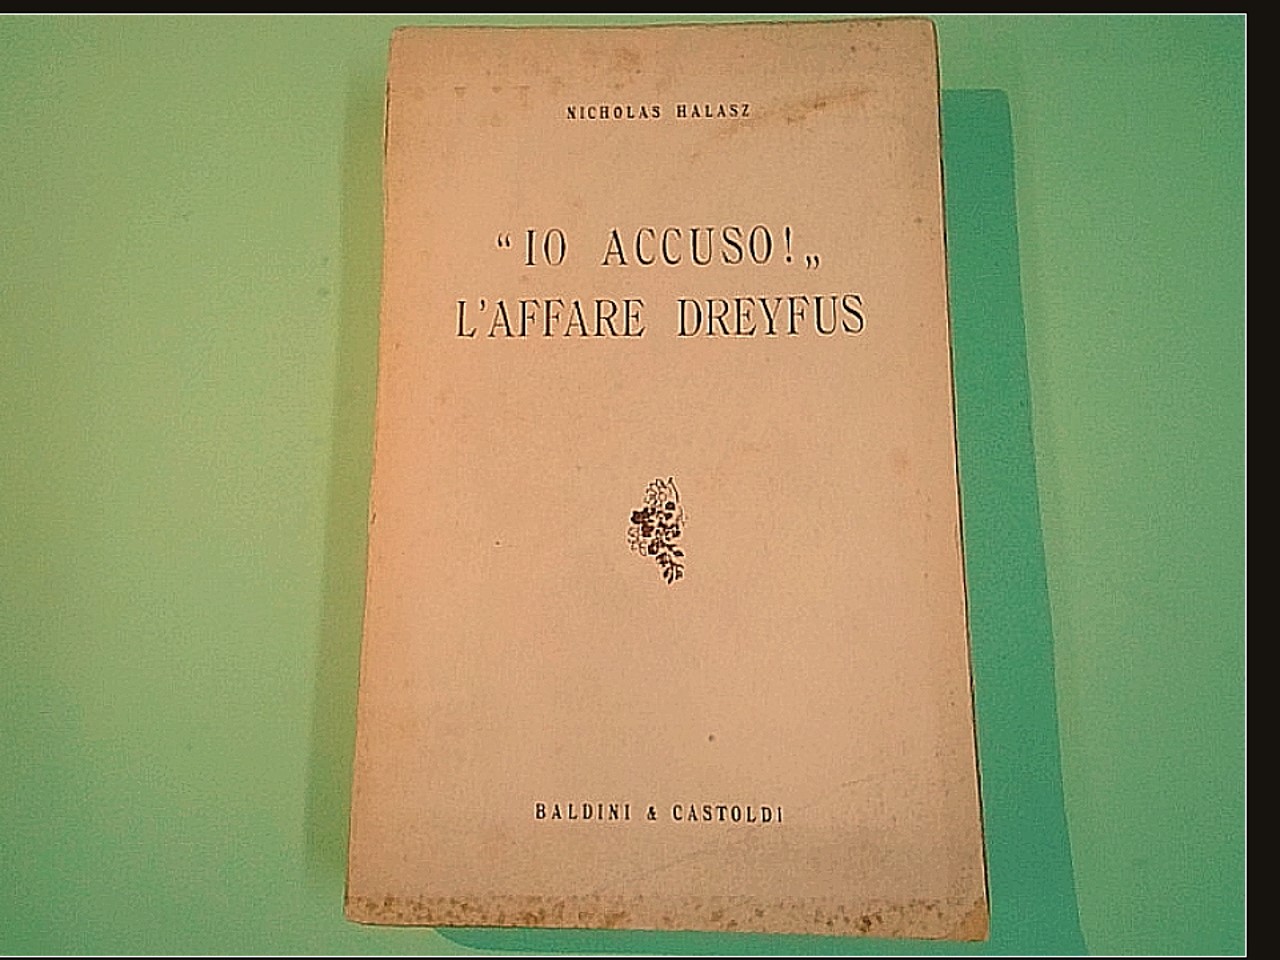 NICHOLAS HALASZ
“IO ACCUSO!„
L'AFFARE DREYFUS
BALDINI & CASTOLDI